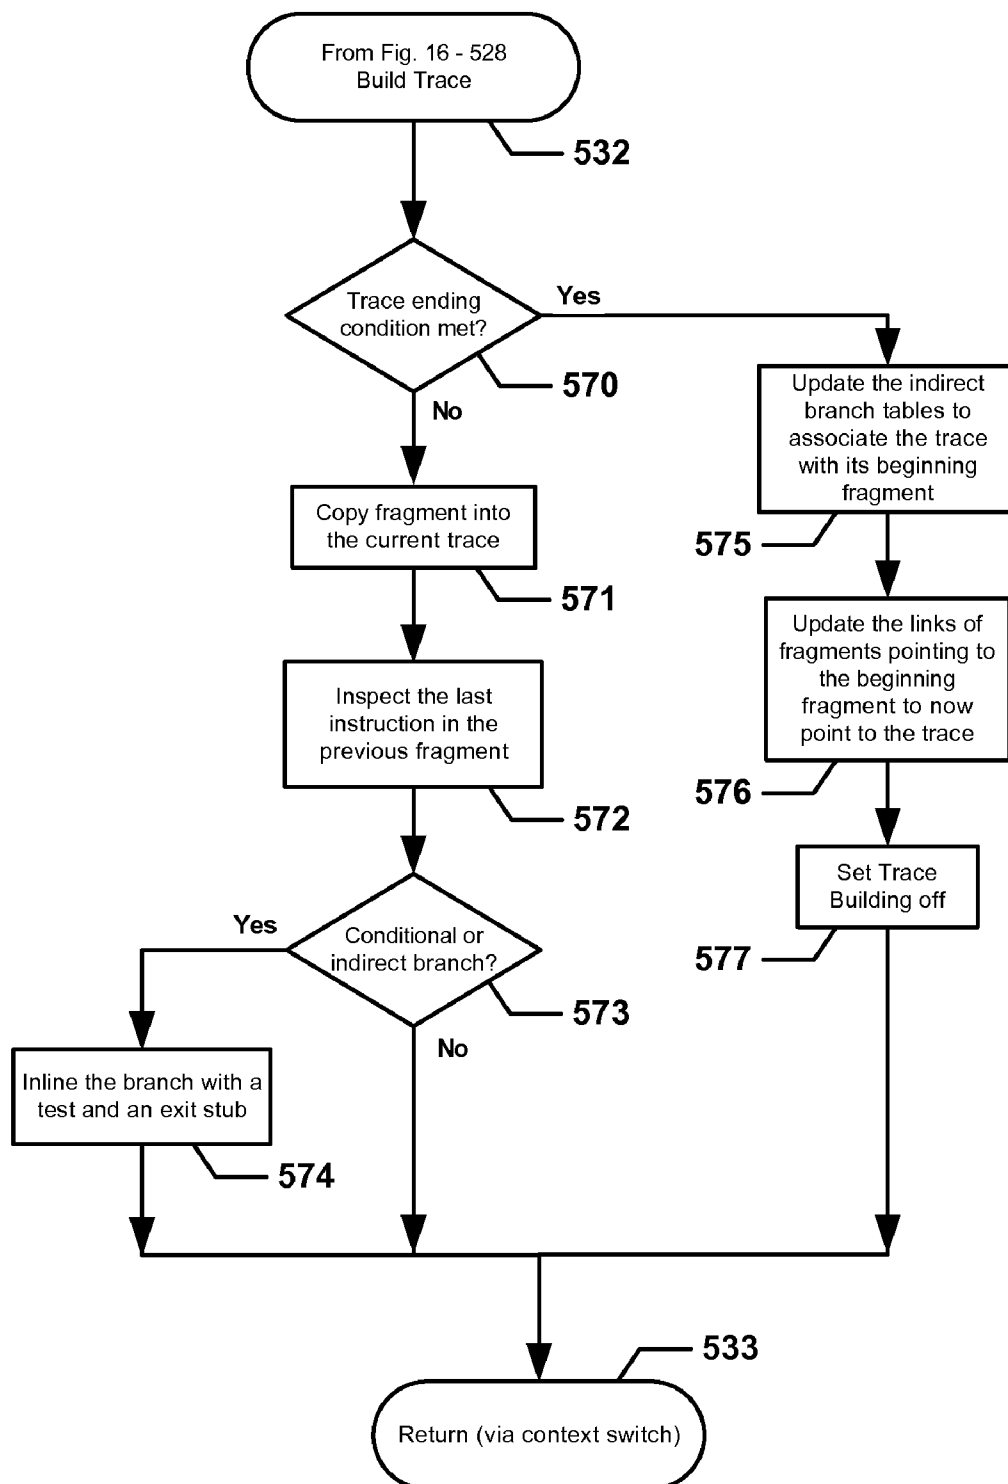 From Fig. 16 - 528
Build Trace
532
Trace ending
condition met?
Yes
570
No
Update the indirect
branch tables to
associate the trace
with its beginning
fragment
575
Copy fragment into
the current trace
571
Update the links of
fragments pointing to
the beginning
fragment to now
point to the trace
576
Inspect the last
instruction in the
previous fragment
572
Set Trace
Building off
577
Conditional or
indirect branch?
Yes
573
No
Inline the branch with a
test and an exit stub
574
533
Return (via context switch)